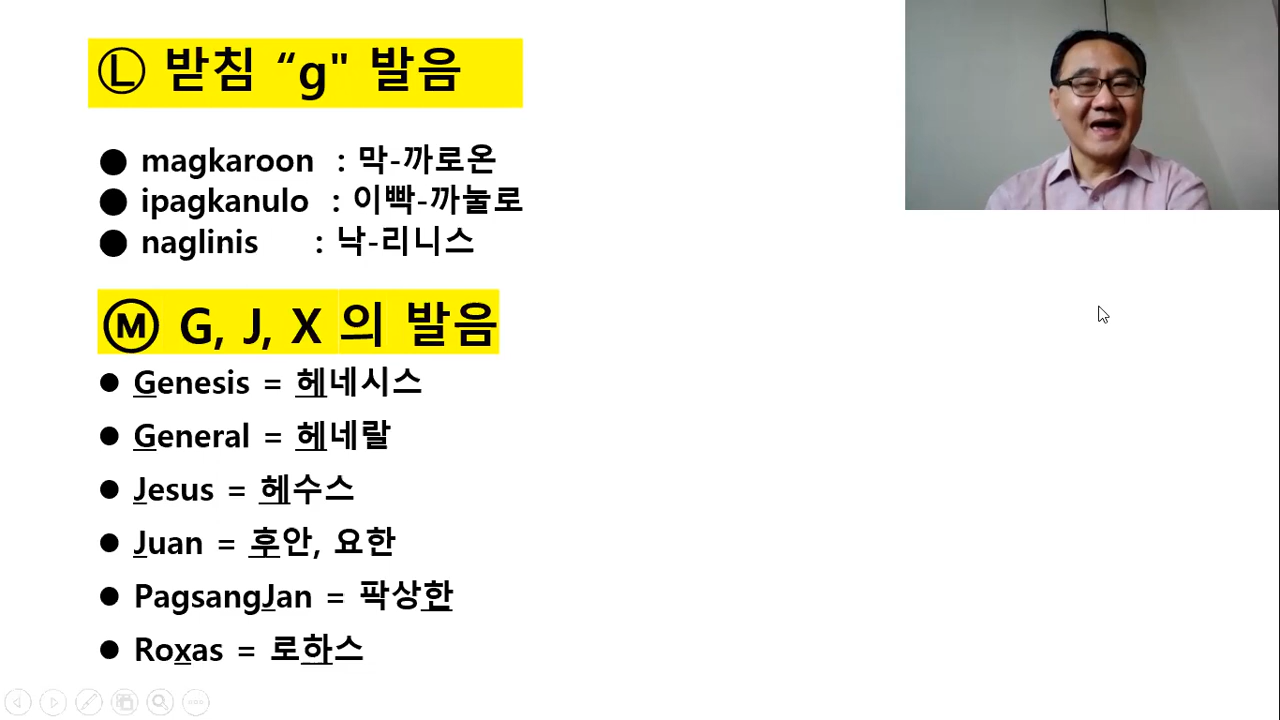 Ⓛ 받침 “g" 발음
● magkaroon : 막-까로온
● ipagkanulo : 이빡-까눌로
● naglinis : 낙-리니스
Ⓜ G, J, X 의 발음
● Genesis = 헤네시스
● General = 헤네랄
● Jesus = 헤수스
● Juan = 후안, 요한
● PagsangJan = 팍상한
● Roxas = 로하스